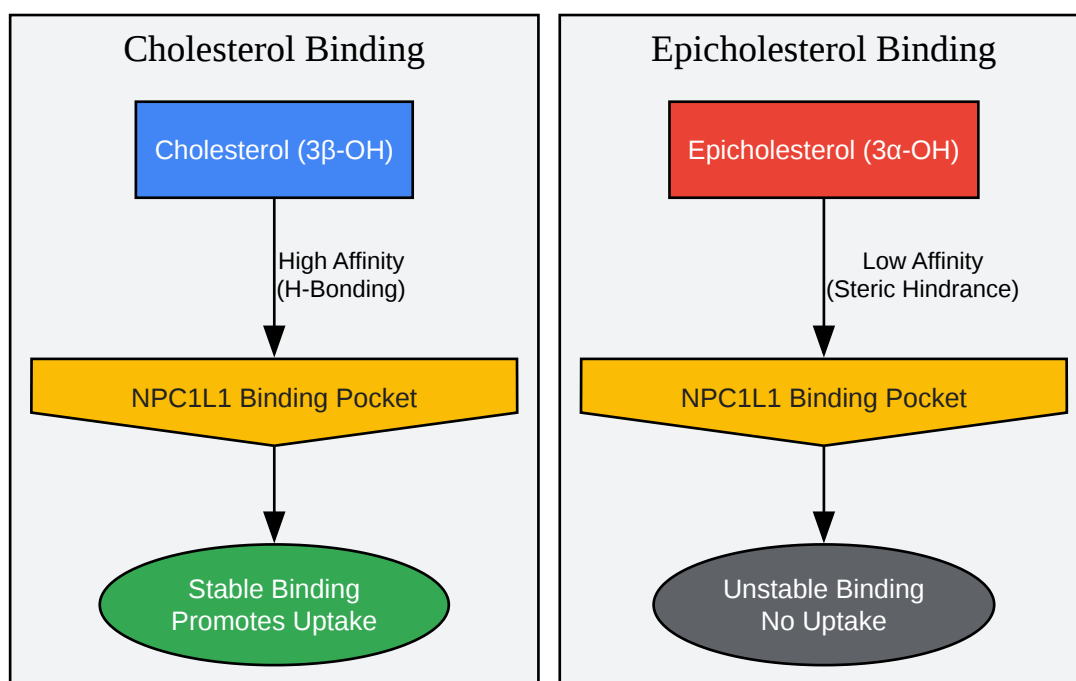 Cholesterol Binding
Cholesterol (3β-OH)
High Affinity
(H-Bonding)
NPC1L1 Binding Pocket
Stable Binding
Promotes Uptake
Epicholesterol Binding
Epicholesterol (3α-OH)
Low Affinity
(Steric Hindrance)
NPC1L1 Binding Pocket
Unstable Binding
No Uptake